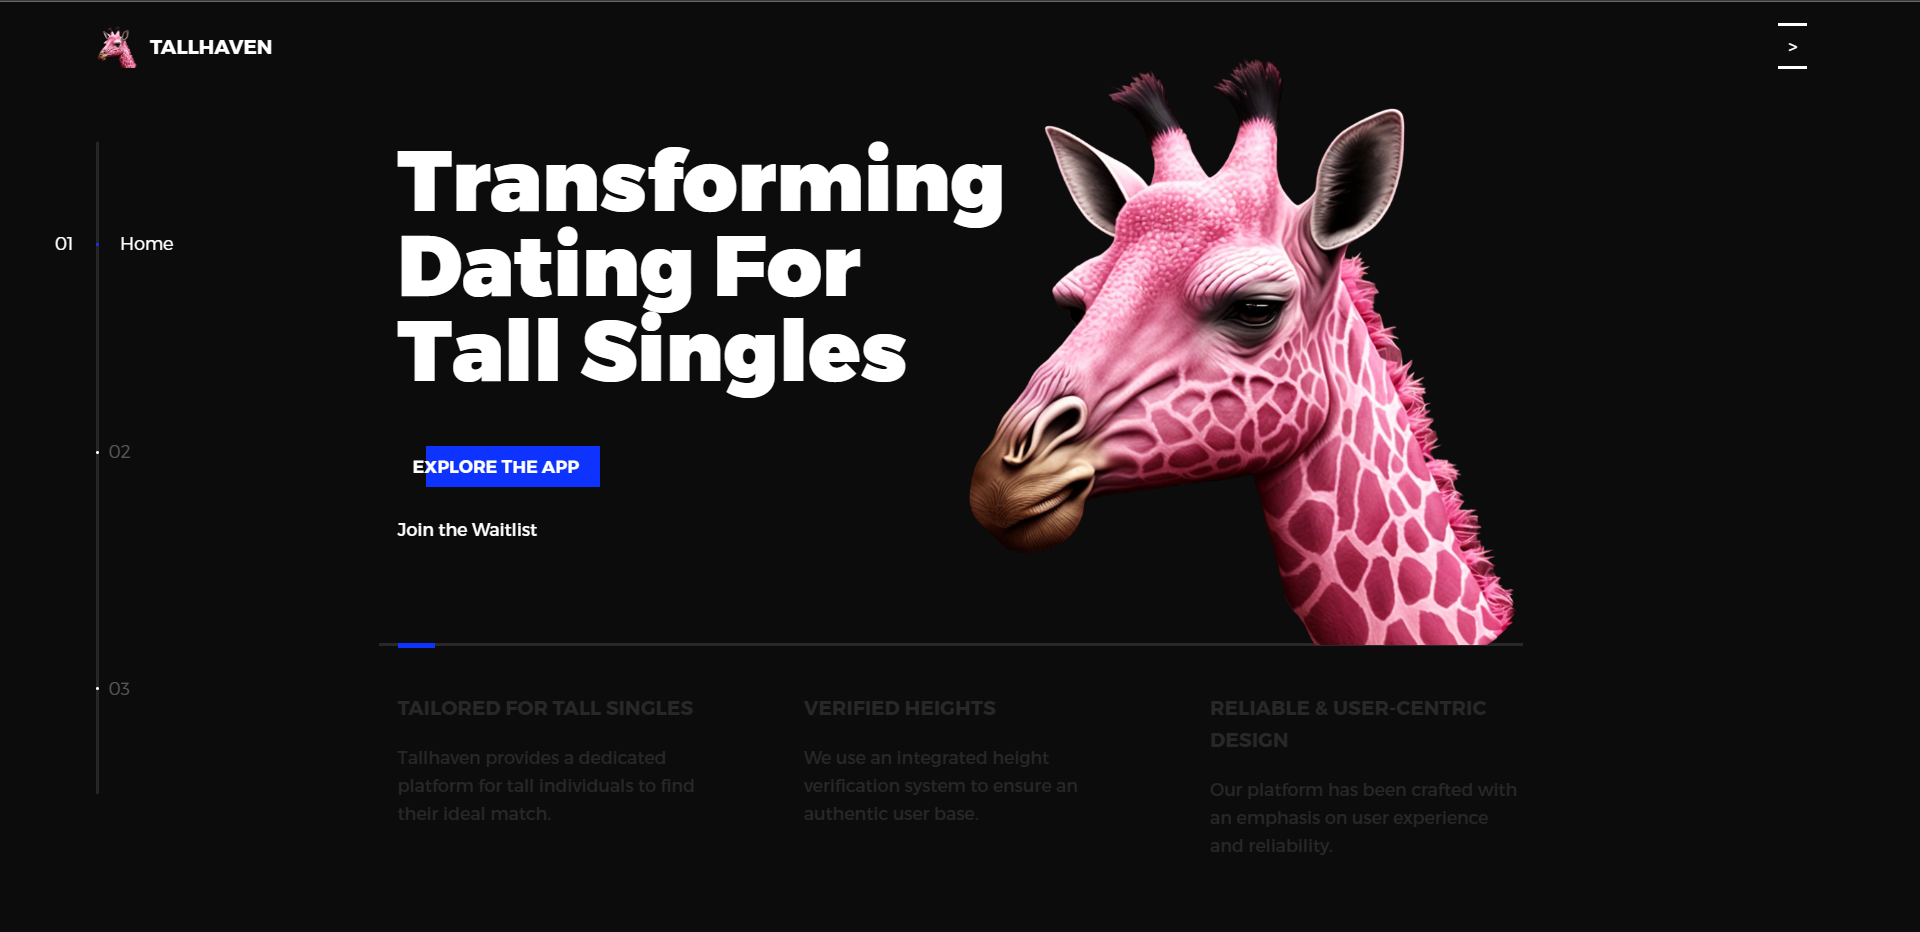 TALLHAVEN
>
Transforming
Dating For
Tall Singles
01 Home
EXPLORE THE APP
02
Join the Waitlist
03
TAILORED FOR TALL SINGLES
Tallhaven provides a dedicated
platform for tall individuals to find
their ideal match.
VERIFIED HEIGHTS
We use an integrated height
verification system to ensure an
authentic user base.
RELIABLE & USER-CENTRIC
DESIGN
Our platform has been crafted with
an emphasis on user experience
and reliability.